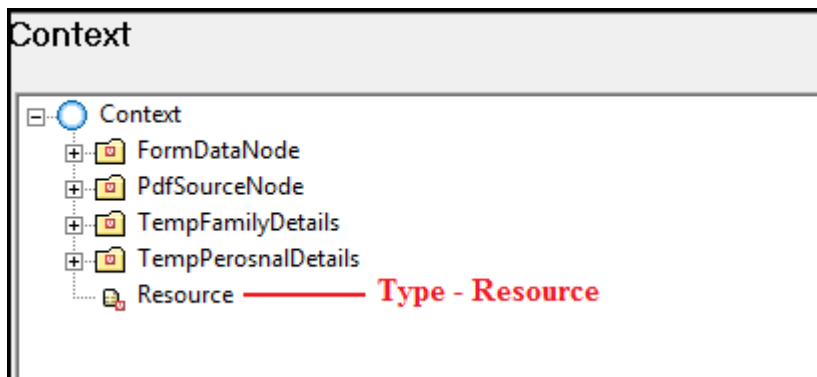 Context
Context
FormDataNode
PdfSourceNode
TempFamilyDetails
TempPerosnalDetails
Resource Type - Resource